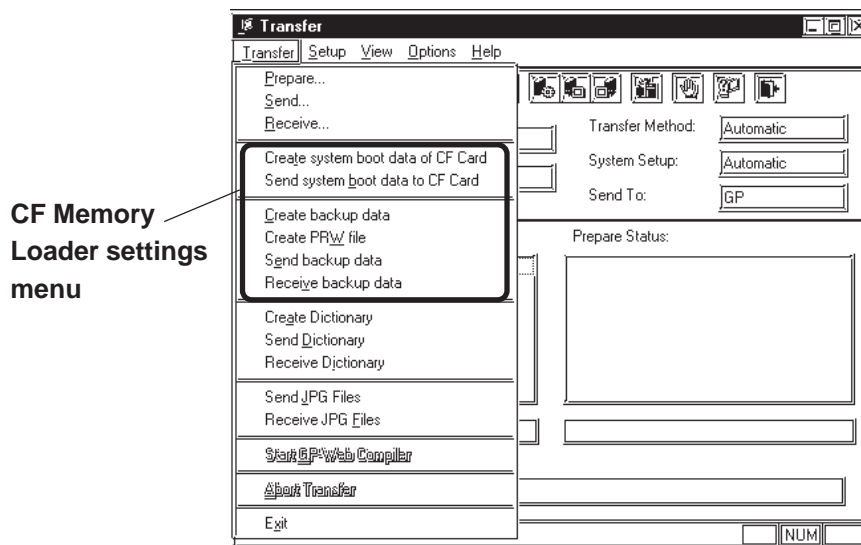 Transfer
Transfer Setup View Options Help
Prepare...
Send...
Receive...
Create system boot data of CF Card
Send system boot data to CF Card
Create backup data
Create PRW file
Send backup data
Receive backup data
Create Dictionary
Send Dictionary
Receive Dictionary
Send JPG Files
Receive JPG Files
Start GP-Web Compiler
Abort Transfer
Exit
CF Memory
Loader settings
menu
Transfer Method: Automatic
System Setup: Automatic
Send To: GP
Prepare Status:
NUM